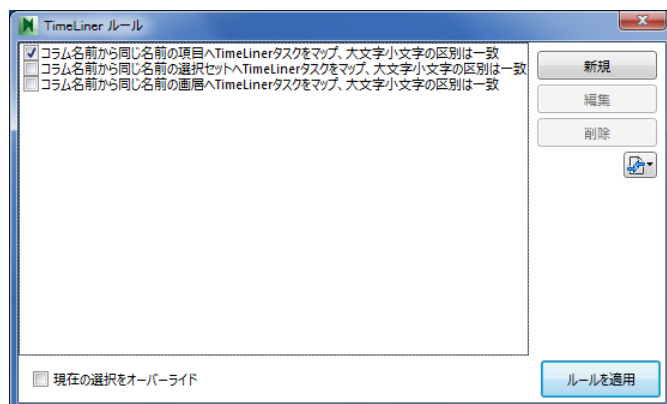 TimeLiner ルール
コラム名前から同じ名前の項目へTimeLinerタスクをマップ、大文字小文字の区別は一致
コラム名前から同じ名前の選択セットへTimeLinerタスクをマップ、大文字小文字の区別は一致
コラム名前から同じ名前の画層へTimeLinerタスクをマップ、大文字小文字の区別は一致
新規
編集
削除
現在の選択をオーバーライド
ルールを適用